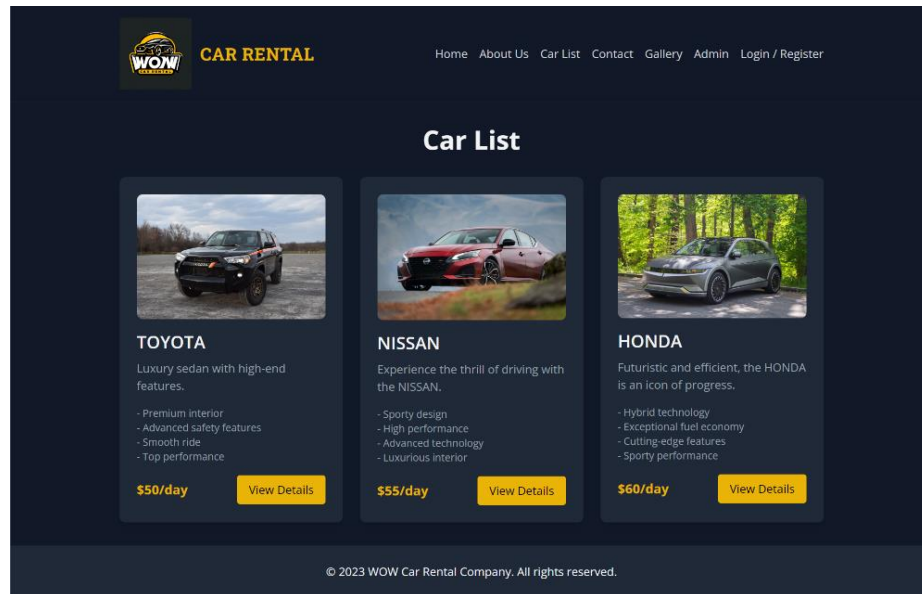 WOW
CAR RENTAL
CAR RENTAL
Home About Us Car List Contact Gallery Admin Login / Register
Car List
TOYOTA
Luxury sedan with high-end
features.
- Premium interior
- Advanced safety features
- Smooth ride
- Top performance
$50/day
View Details
NISSAN
Experience the thrill of driving with
the NISSAN.
- Sporty design
- High performance
- Advanced technology
- Luxurious interior
$55/day
View Details
HONDA
Futuristic and efficient, the HONDA
is an icon of progress.
- Hybrid technology
- Exceptional fuel economy
- Cutting-edge features
- Sporty performance
$60/day
View Details
© 2023 WOW Car Rental Company. All rights reserved.